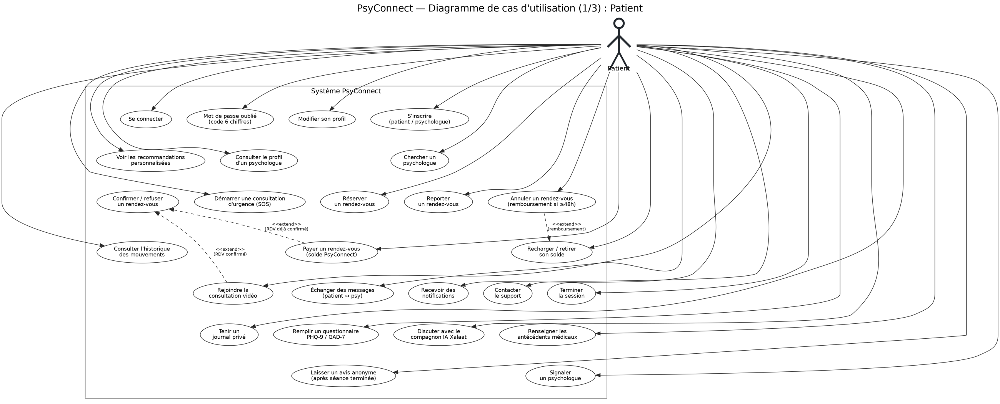 PsyConnect — Diagramme de cas d'utilisation (1/3) : Patient
Patient
Système PsyConnect
Se connecter
Mot de passe oublié
(code 6 chiffres)
Modifier son profil
S'inscrire
(patient / psychologue)
Voir les recommandations
personnalisées
Consulter le profil
d'un psychologue
Chercher un
psychologue
Confirmer / refuser
un rendez-vous
Démarrer une consultation
d'urgence (SOS)
Réserver
un rendez-vous
Reporter
un rendez-vous
Annuler un rendez-vous
(remboursement si ≥48h)
<<extend>>
(RDV déjà confirmé)
<<extend>>
(remboursement)
Consulter l'historique
des mouvements
<<extend>>
(RDV confirmé)
Payer un rendez-vous
(solde PsyConnect)
Recharger / retirer
son solde
Rejoindre la
consultation vidéo
Échanger des messages
(patient ↔ psy)
Recevoir des
notifications
Contacter
le support
Terminer
la session
Tenir un
journal privé
Remplir un questionnaire
PHQ-9 / GAD-7
Discuter avec le
compagnon IA Xalaat
Renseigner les
antécédents médicaux
Laisser un avis anonyme
(après séance terminée)
Signaler
un psychologue